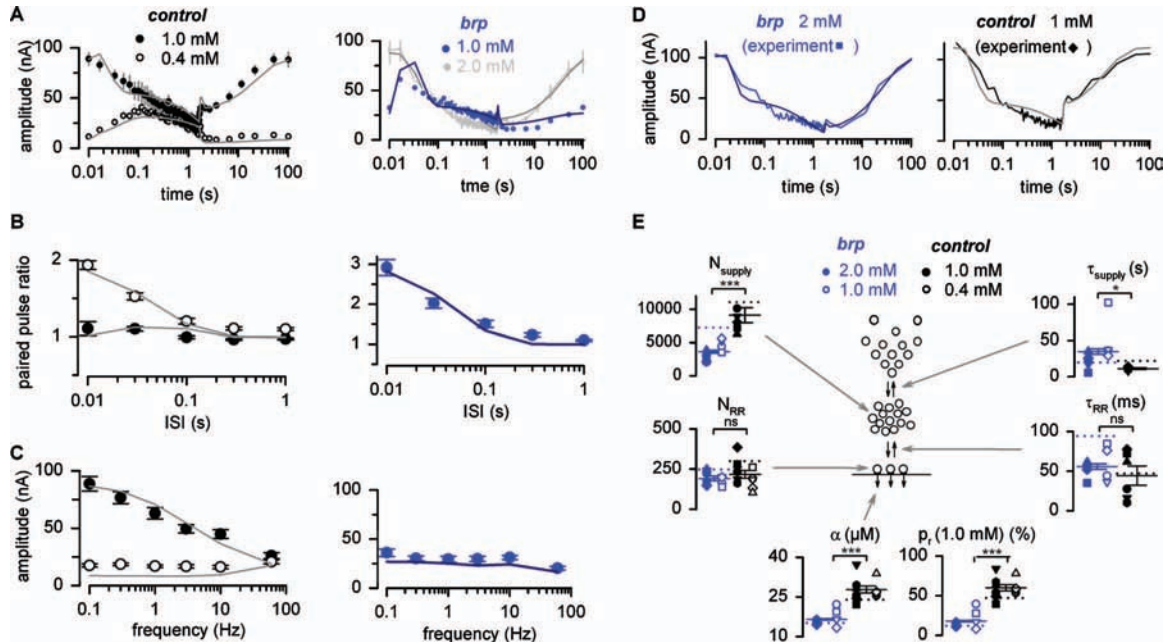 A
control
● 1.0 mM
○ 0.4 mM
100
50
0
amplitude (nA)
0.01 0.1 1 10 100
time (s)
brp
● 1.0 mM
● 2.0 mM
100
50
0
0.01 0.1 1 10 100
tme (s)
D
brp 2 mM
(experiment■)
100
50
0
amplitude (nA)
0.01 0.1 1 10 100
time (s)
control 1 mM
(experiment◆)
0.01 0.1 1 10 100
time (s)
B
paired pulse ratio
2
1
0.01 0.1 1
ISI (s)
3
2
1
0.01 0.1 1
ISI (s)
C
amplitude (nA)
100
50
0
0.1 1 10 100
frequency (Hz)
100
50
0
0.1 1 10 100
frequency (Hz)
E
brp control
● 2.0 mM ● 1.0 mM
○ 1.0 mM ○ 0.4 mM
N supply
***
10000
5000
0
τ supply (s)
*
100
50
0
N RR
ns
500
250
0
τ RR (ms)
ns
100
50
0
α (µM)
***
40
25
10
p r (1.0 mM) (%)
***
100
50
0